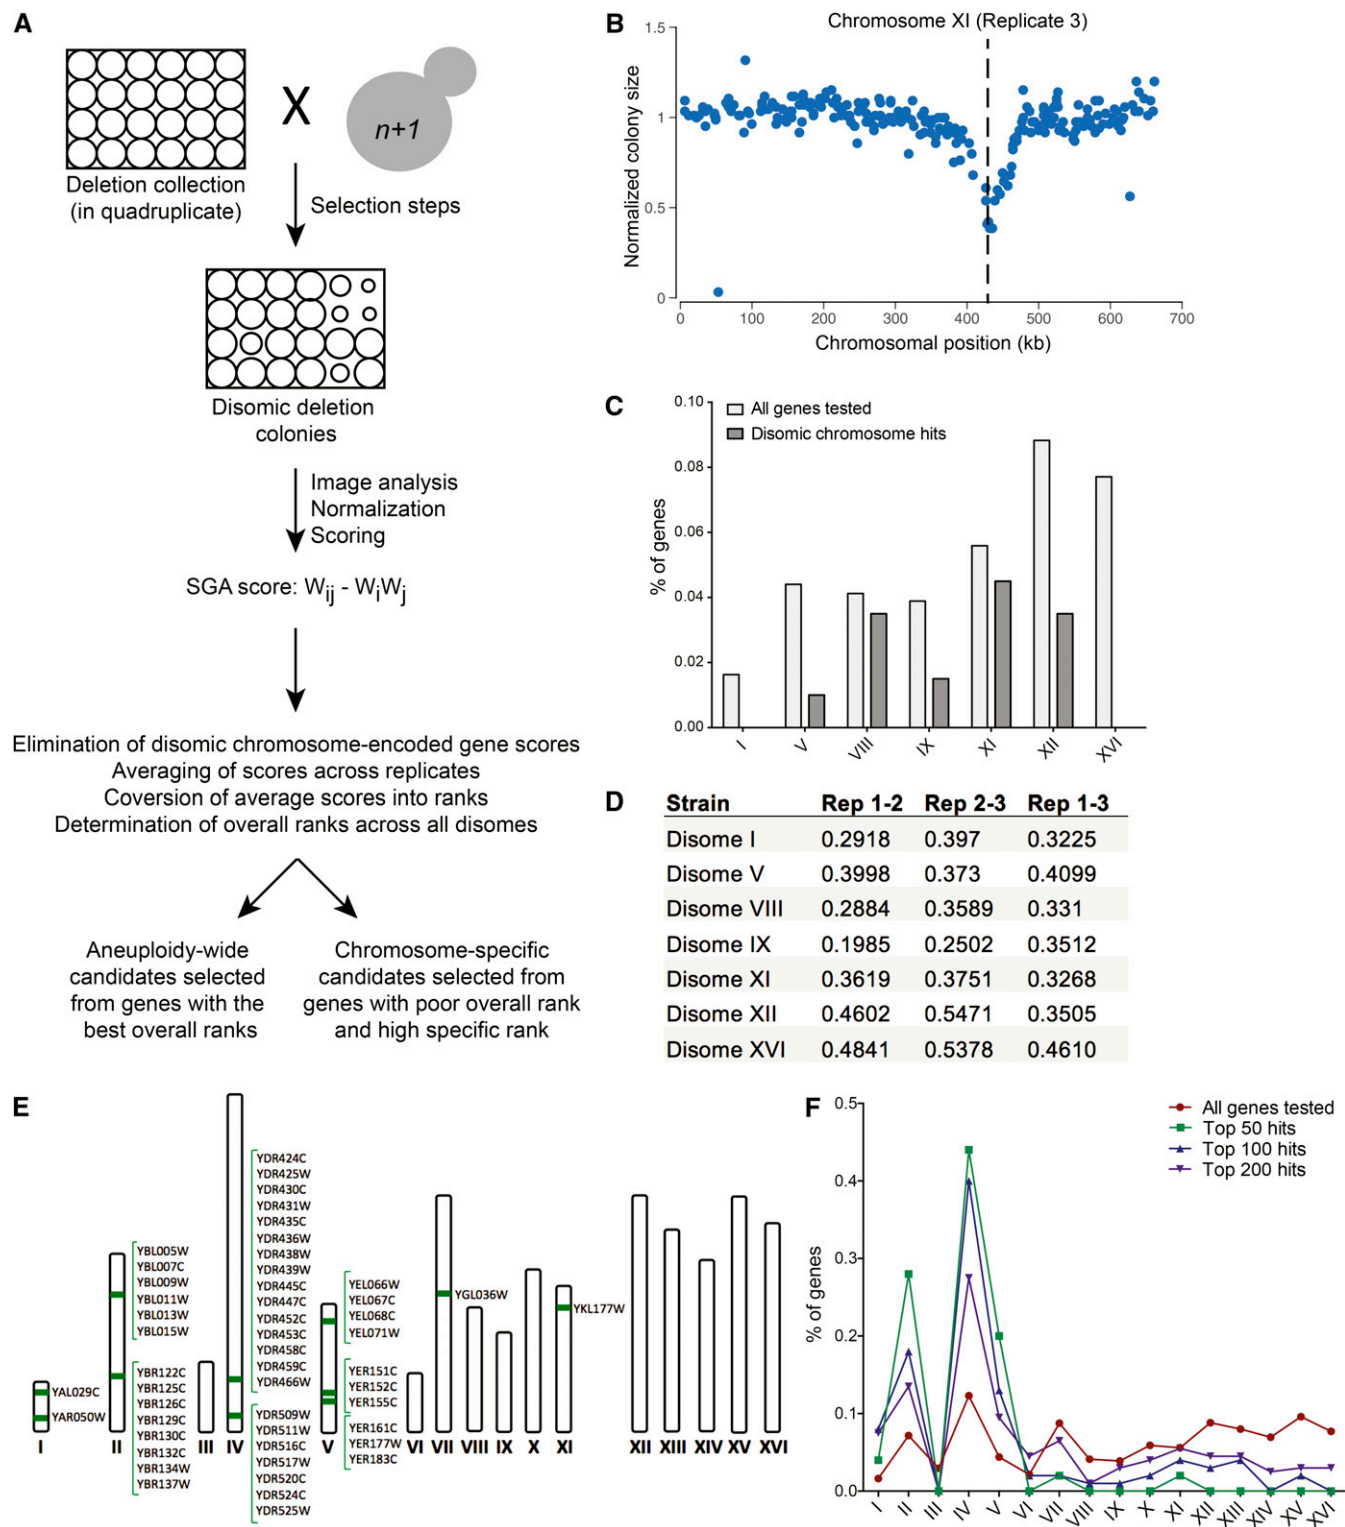 A
X
n+1
Deletion collection
(in quadruplicate)
Selection steps
Disomic deletion
colonies
Image analysis
Normalization
Scoring
SGA score: Wij - WiWj
Elimination of disomic chromosome-encoded gene scores
Averaging of scores across replicates
Coversion of average scores into ranks
Determination of overall ranks across all disomes
Aneuploidy-wide
candidates selected
from genes with the
best overall ranks
Chromosome-specific
candidates selected from
genes with poor overall rank
and high specific rank
B
Chromosome XI (Replicate 3)
Normalized colony size
1.5
1
0.5
0
0 100 200 300 400 500 600 700
Chromosomal position (kb)
C
All genes tested
Disomic chromosome hits
% of genes
0.10
0.08
0.06
0.04
0.02
0.00
I V VIII IX XI XII XVI
D
Strain Rep 1-2 Rep 2-3 Rep 1-3
Disome I 0.2918 0.397 0.3225
Disome V 0.3998 0.373 0.4099
Disome VIII 0.2884 0.3589 0.331
Disome IX 0.1985 0.2502 0.3512
Disome XI 0.3619 0.3751 0.3268
Disome XII 0.4602 0.5471 0.3505
Disome XVI 0.4841 0.5378 0.4610
E
YAL029C
YAR050W
YBL005W
YBL007C
YBL009W
YBL011W
YBL013W
YBL015W
YBR122C
YBR125C
YBR126C
YBR129C
YBR130C
YBR132C
YBR134W
YBR137W
YDR424C
YDR425W
YDR430C
YDR431W
YDR435C
YDR436W
YDR438W
YDR439W
YDR445C
YDR447C
YDR452C
YDR453C
YDR458C
YDR459C
YDR466W
YDR509W
YDR511W
YDR516C
YDR517W
YDR520C
YDR524C
YDR525W
YEL066W
YEL067C
YEL068C
YEL071W
YER151C
YER152C
YER155C
YER161C
YER177W
YER183C
YGL036W
YKL177W
I II III IV V VI VII VIII IX X XI XII XIII XIV XV XVI
F
All genes tested
Top 50 hits
Top 100 hits
Top 200 hits
% of genes
0.5
0.4
0.3
0.2
0.1
0.0
I II III IV V VI VII VIII IX X XI XII XIII XIV XV XVI